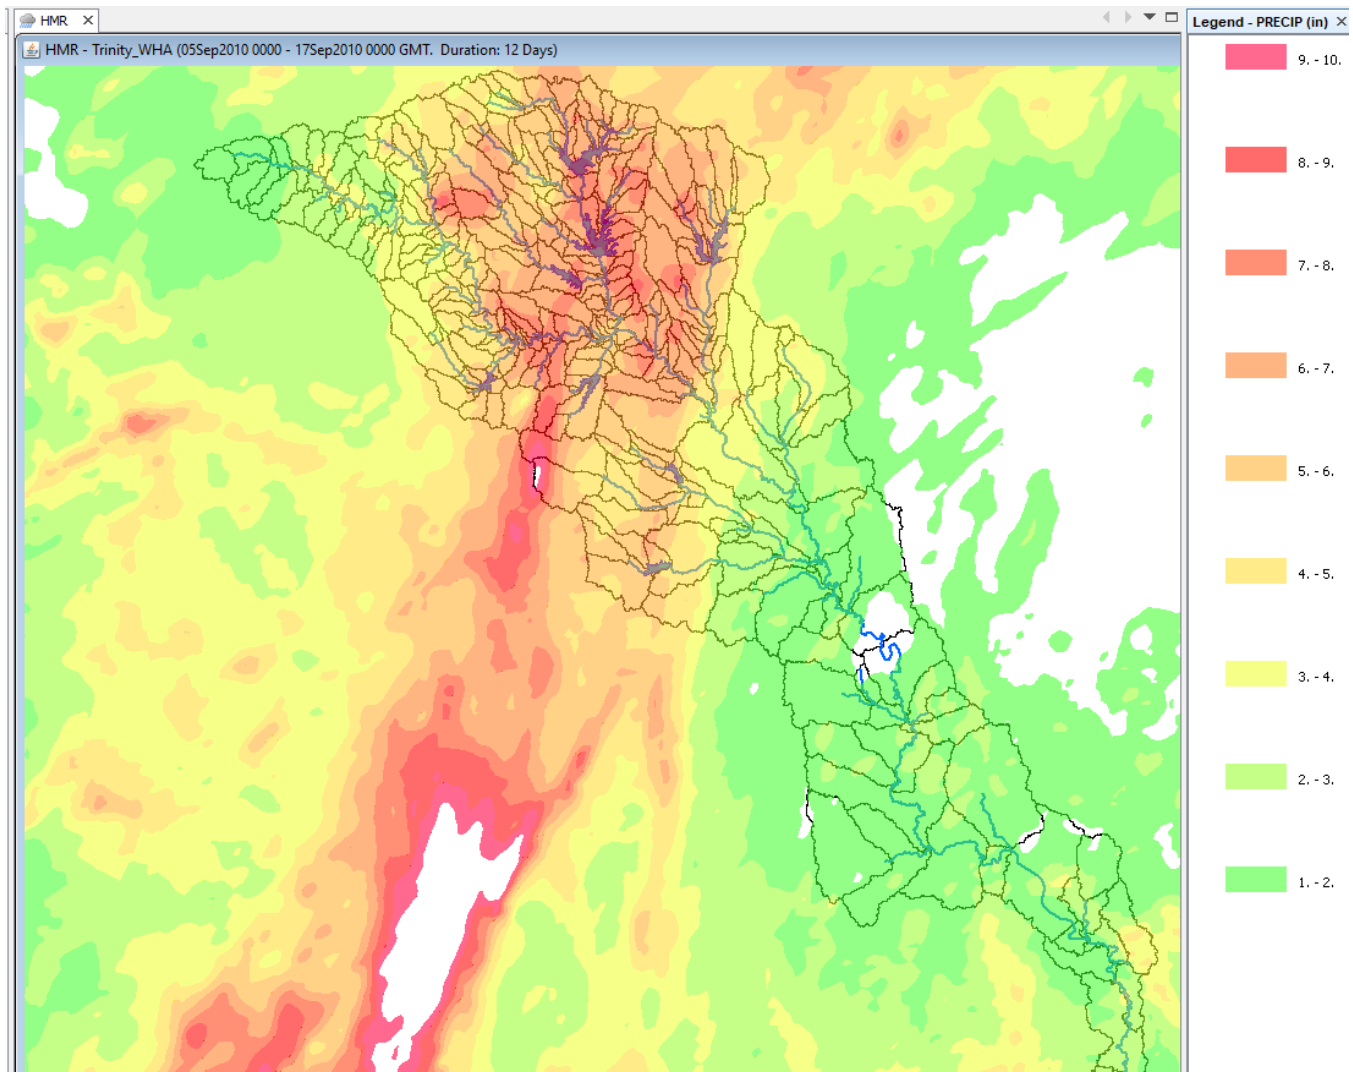 HMR
Legend - PRECIP (in)
HMR - Trinity_WHA (05Sep2010 0000 - 17Sep2010 0000 GMT.  Duration: 12 Days)
9. - 10.
8. - 9.
7. - 8.
6. - 7.
5. - 6.
4. - 5.
3. - 4.
2. - 3.
1. - 2.